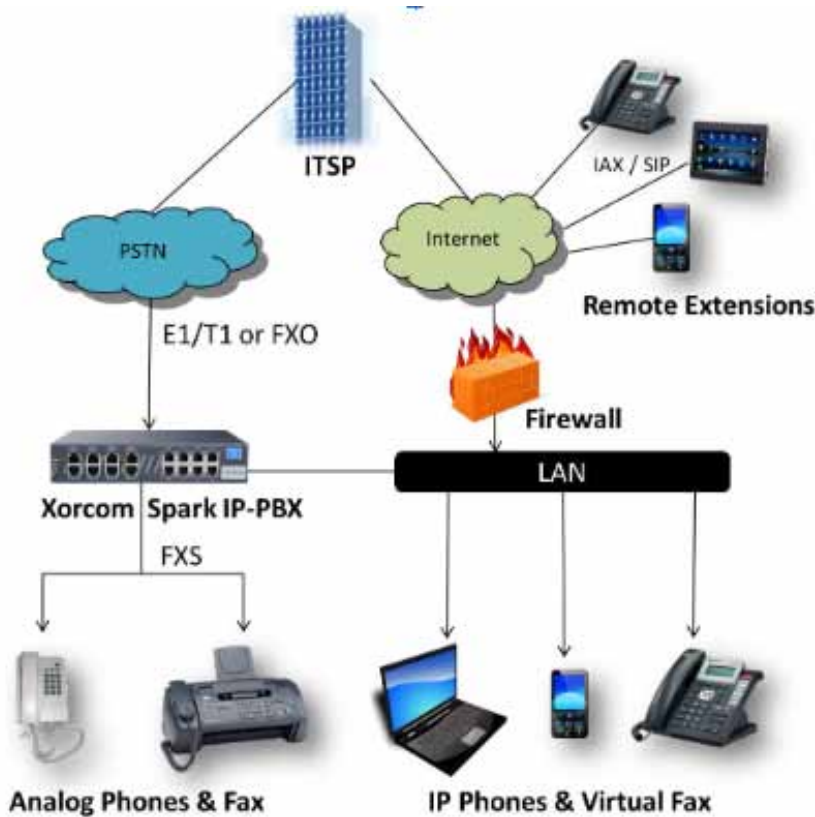 ITSP
IAX / SIP
PSTN
Internet
Remote Extensions
E1/T1 or FXO
Firewall
LAN
Xorcom Spark IP-PBX
FXS
Analog Phones & Fax
IP Phones & Virtual Fax